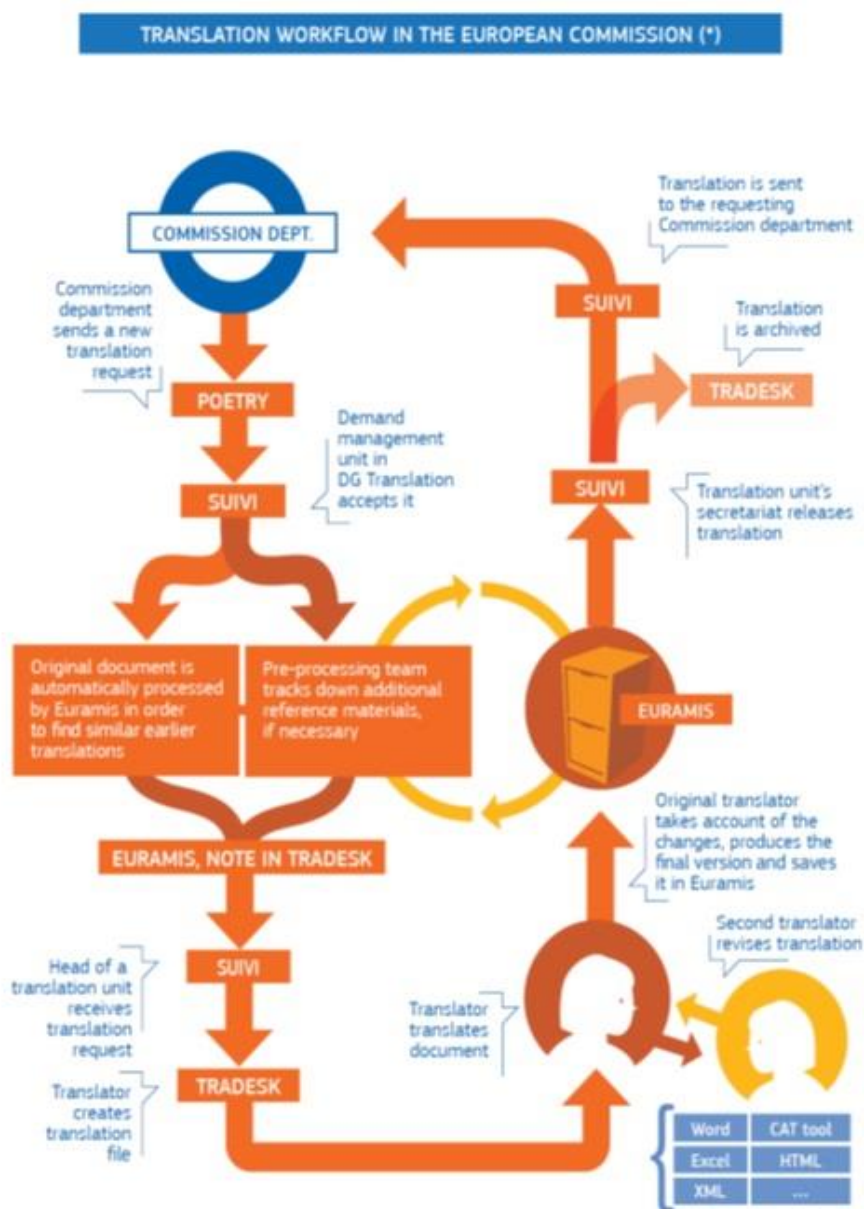 TRANSLATION WORKFLOW IN THE EUROPEAN COMMISSION (*)
COMMISSION DEPT.
Commission
department
sends a new
translation
request
POETRY
Demand
management
unit in
DG Translation
accepts it
SUIVI
Original document is
automatically processed
by Euramis in order
to find similar earlier
translations
Pre-processing team
tracks down additional
reference materials,
if necessary
EURAMIS, NOTE IN TRADESK
SUIVI
Head of a
translation unit
receives
translation
request
TRADESK
Translator
creates
translation
file
Translator
translates
document
Second translator
revises translation
Word
CAT tool
Excel
HTML
XML
...
Original translator
takes account of the
changes, produces the
final version and saves
it in Euramis
EURAMIS
SUIVI
Translation unit's
secretariat releases
translation
TRADESK
Translation
is archived
SUIVI
Translation is sent
to the requesting
Commission department